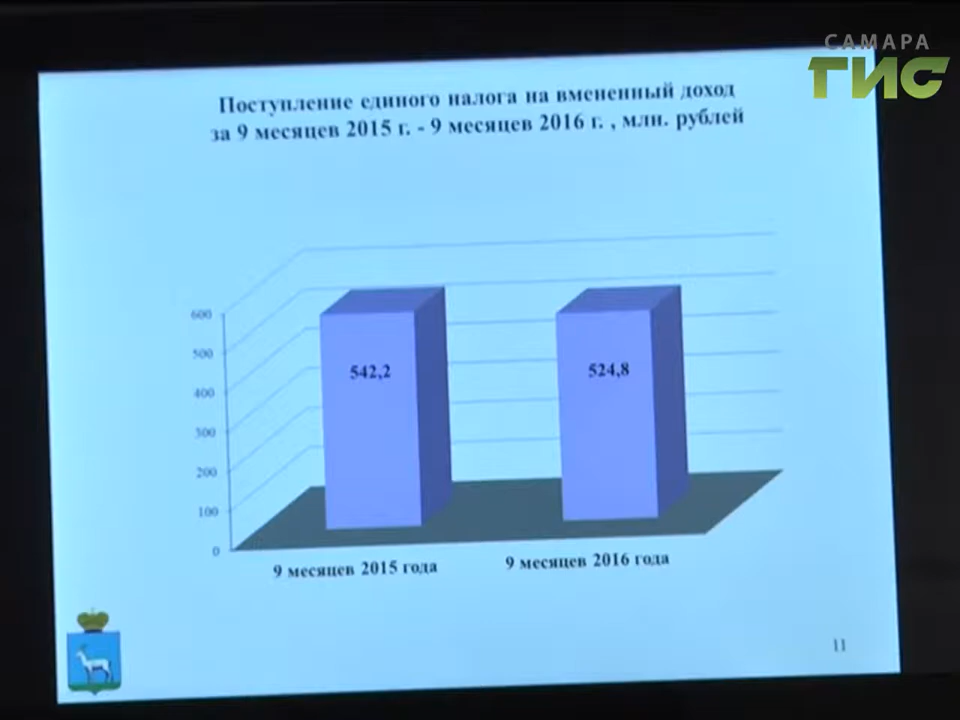 САМАРА
ГИС
Поступление единого налога на вмененный доход
за 9 месяцев 2015 г. - 9 месяцев 2016 г. , млн. рублей
600
500
400
300
200
100
0
542,2
524,8
9 месяцев 2015 года
9 месяцев 2016 года
11